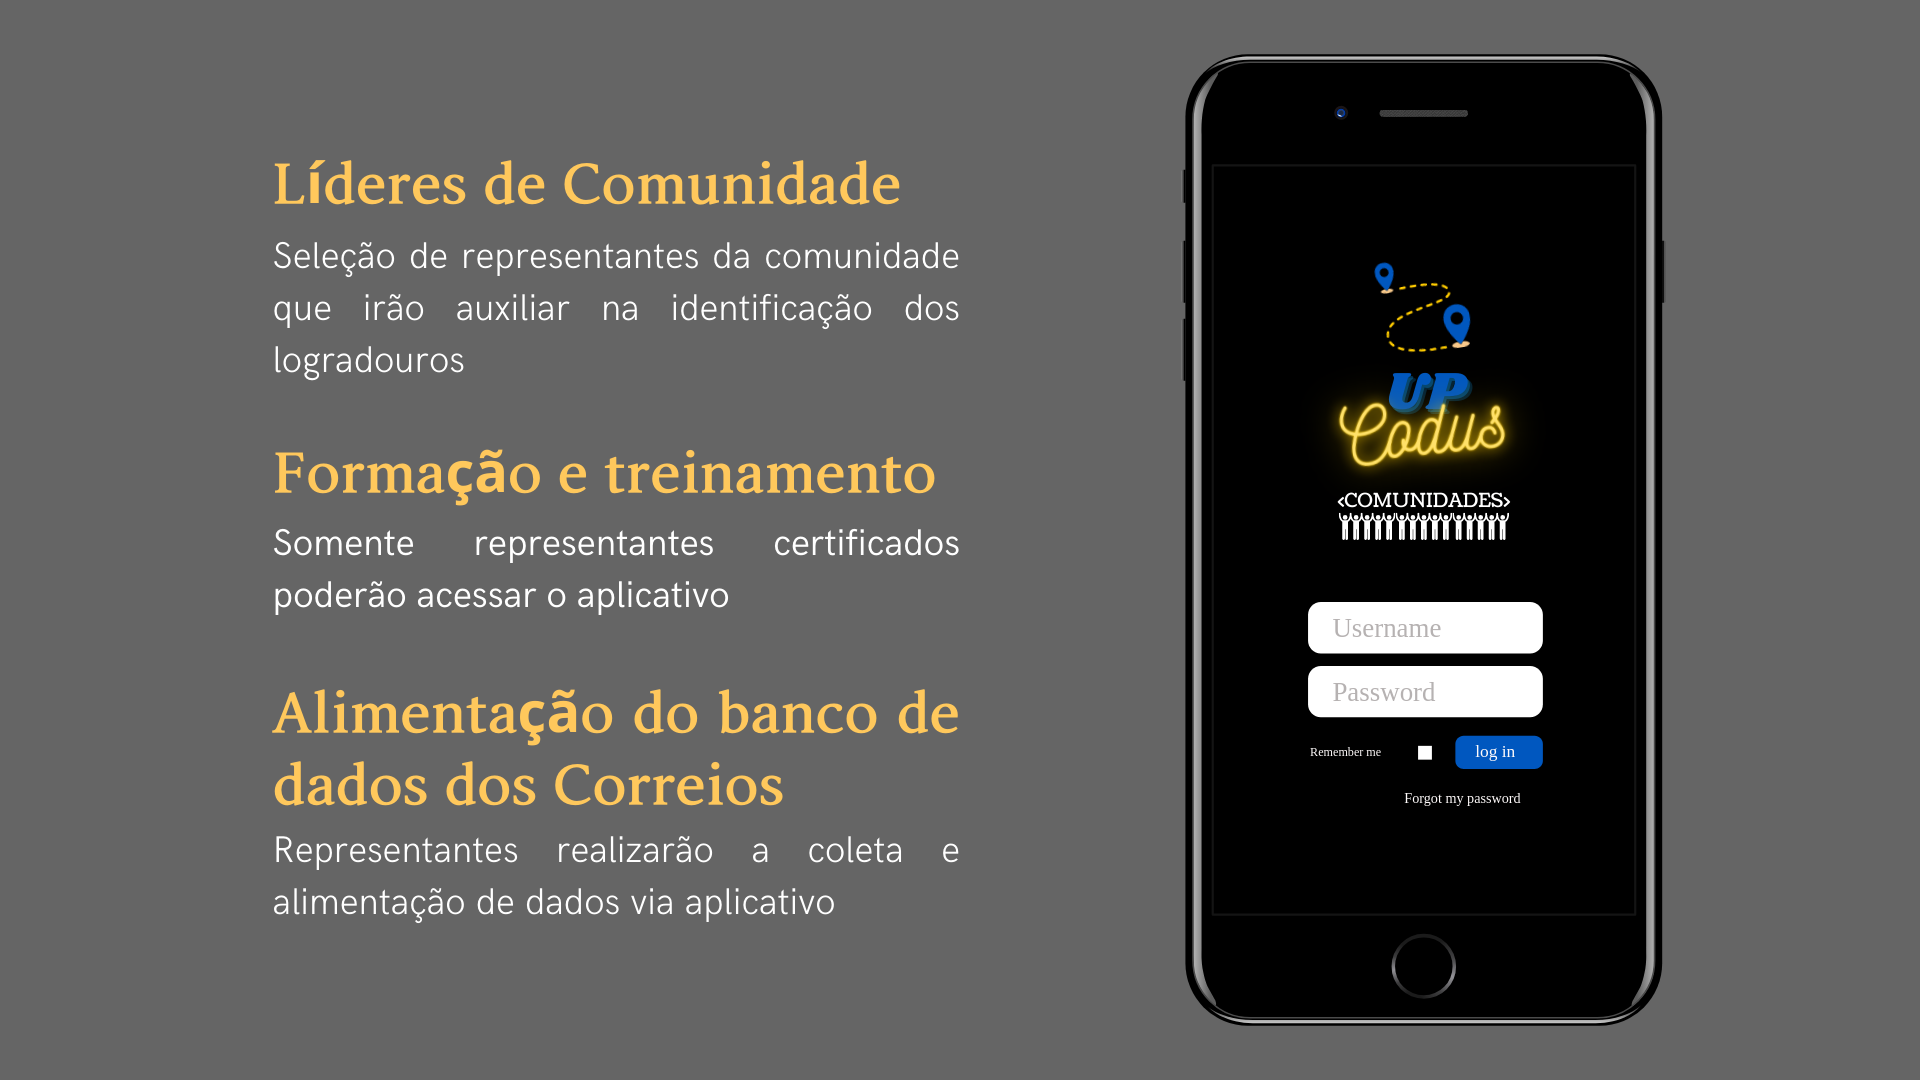 Líderes de Comunidade
Seleção de representantes da comunidade
que irão auxiliar na identificação dos
logradouros
Formação e treinamento
Somente representantes certificados
poderão acessar o aplicativo
Alimentação do banco de
dados dos Correios
Representantes realizarão a coleta e
alimentação de dados via aplicativo
UP
Codus
<COMUNIDADES>
Username
Password
Remember me
log in
Forgot my password